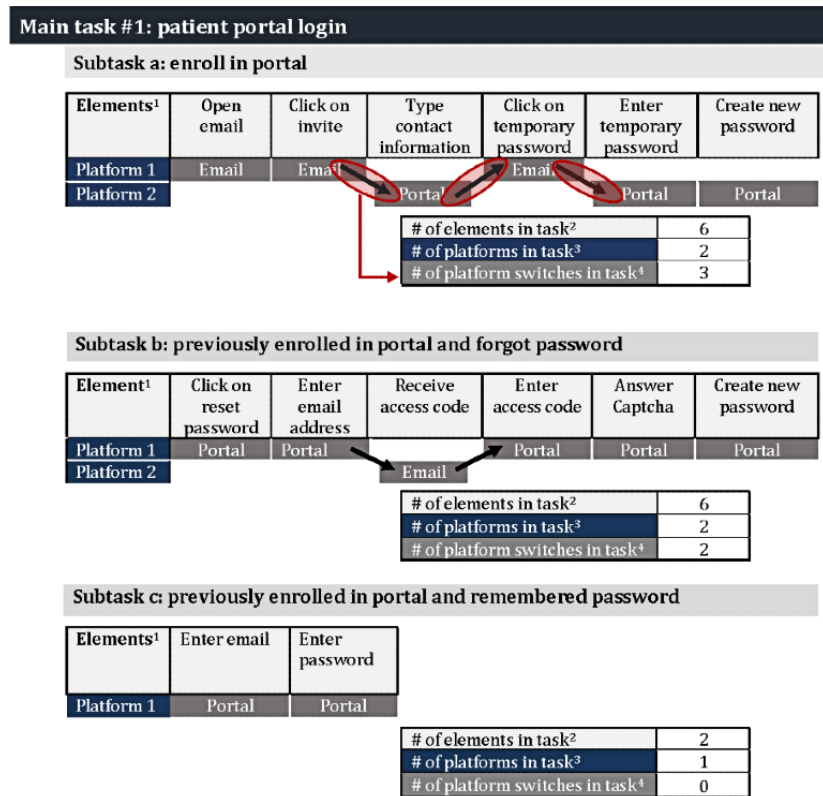 Main task #1: patient portal login
Subtask a: enroll in portal
Elements¹ Open email Click on invite Type contact information Click on temporary password Enter temporary password Create new password
Platform 1 Email Email Email
Platform 2 Portal Portal Portal
# of elements in task² 6
# of platforms in task³ 2
# of platform switches in task⁴ 3
Subtask b: previously enrolled in portal and forgot password
Element¹ Click on reset password Enter email address Receive access code Enter access code Answer Captcha Create new password
Platform 1 Portal Portal Portal Portal Portal
Platform 2 Email
# of elements in task² 6
# of platforms in task³ 2
# of platform switches in task⁴ 2
Subtask c: previously enrolled in portal and remembered password
Elements¹ Enter email Enter password
Platform 1 Portal Portal
# of elements in task² 2
# of platforms in task³ 1
# of platform switches in task⁴ 0